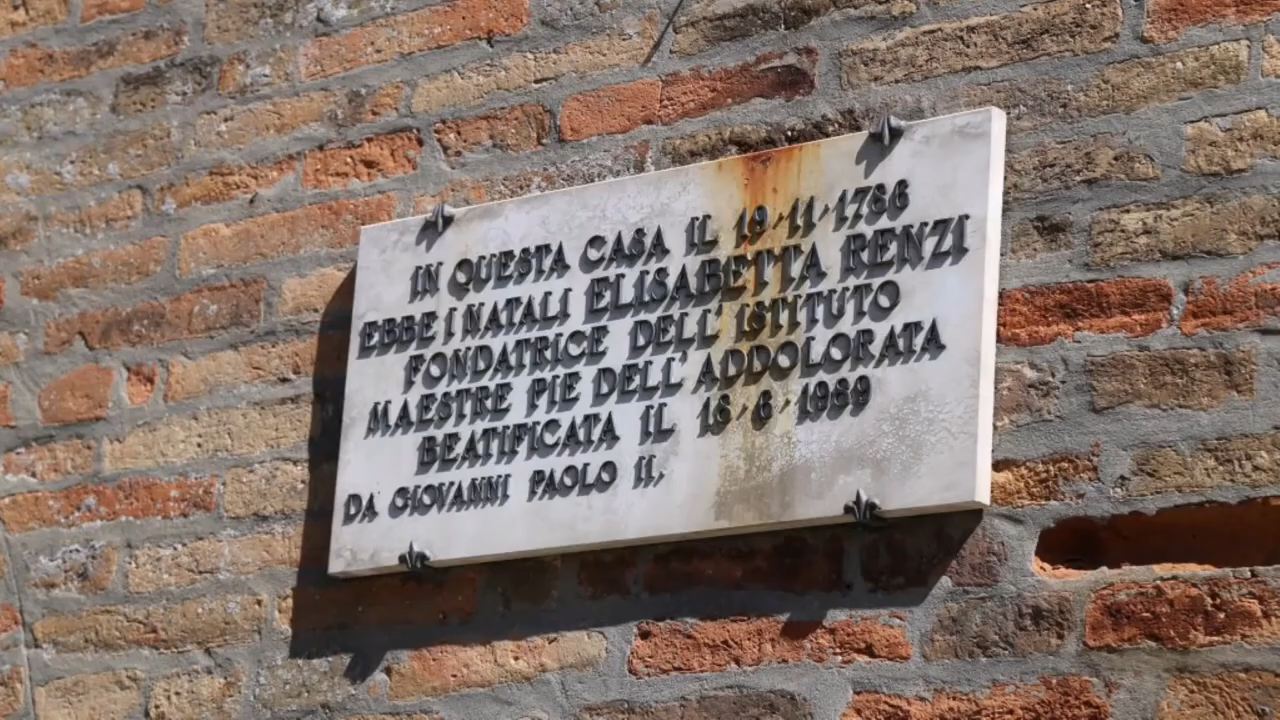 IN QUESTA CASA IL 19·11·1786
EBBE I NATALI ELISABETTA RENZI
FONDATRICE DELL'ISTITUTO
MAESTRE PIE DELL'ADDOLORATA
BEATIFICATA IL 18·6·1989
DA GIOVANNI PAOLO II,